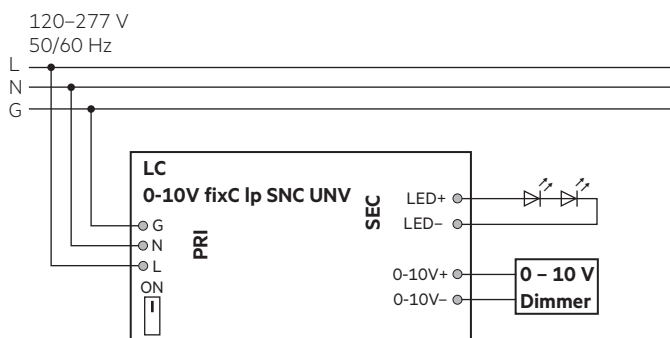 120–277 V
50/60 Hz
L
N
G
LC
0-10V fixC lp SNC UNV
PRI
G
N
L
ON
SEC
LED+
LED–
0-10V+
0-10V–
0 – 10 V
Dimmer